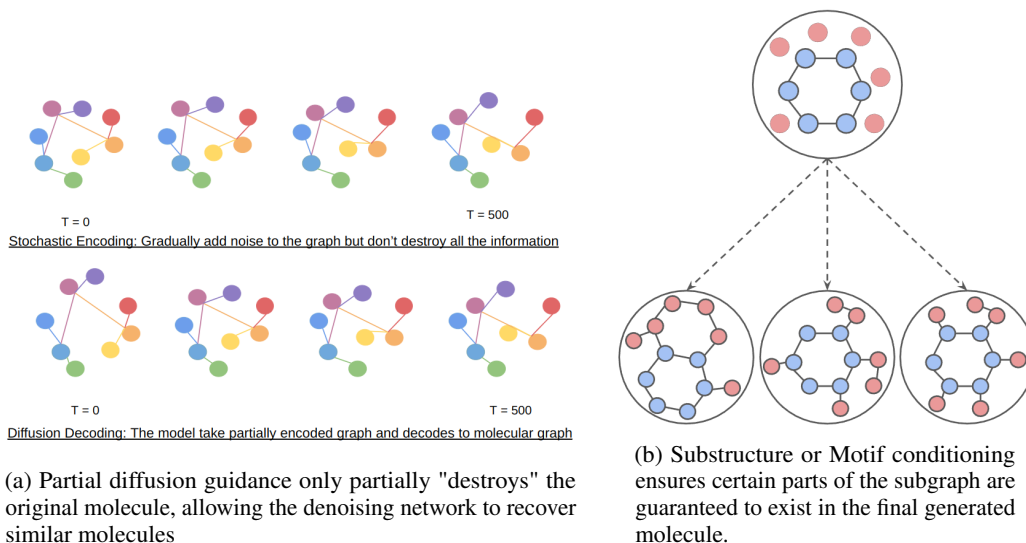 T = 0
T = 500
Stochastic Encoding: Gradually add noise to the graph but don't destroy all the information
T = 0
T = 500
Diffusion Decoding: The model take partially encoded graph and decodes to molecular graph
(a) Partial diffusion guidance only partially "destroys" the
original molecule, allowing the denoising network to recover
similar molecules
(b) Substructure or Motif conditioning
ensures certain parts of the subgraph are
guaranteed to exist in the final generated
molecule.